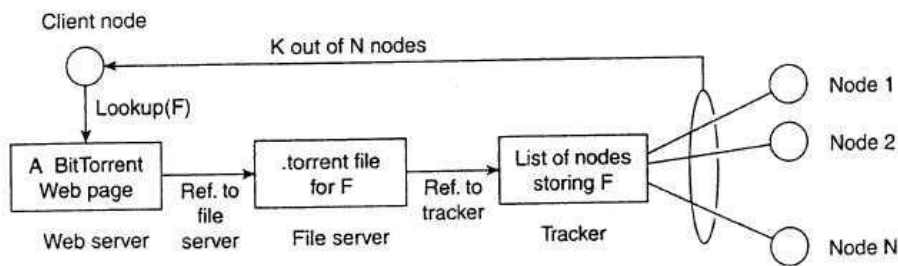 Client node
K out of N nodes
Node 1
Lookup(F)
Node 2
A BitTorrent
Web page
.torrent file
for F
List of nodes
storing F
Ref. to
file
server
Ref. to
tracker
Web server
File server
Tracker
Node N